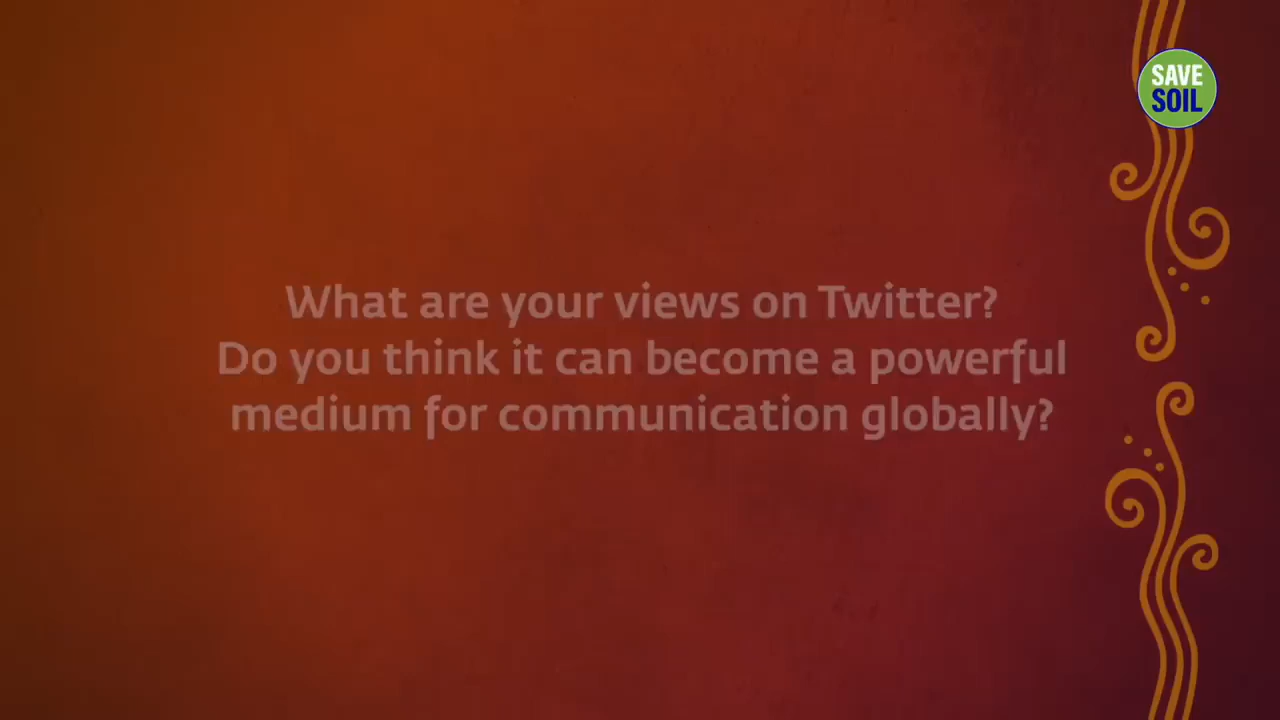 SAVE
SOIL
What are your views on Twitter?
Do you think it can become a powerful
medium for communication globally?